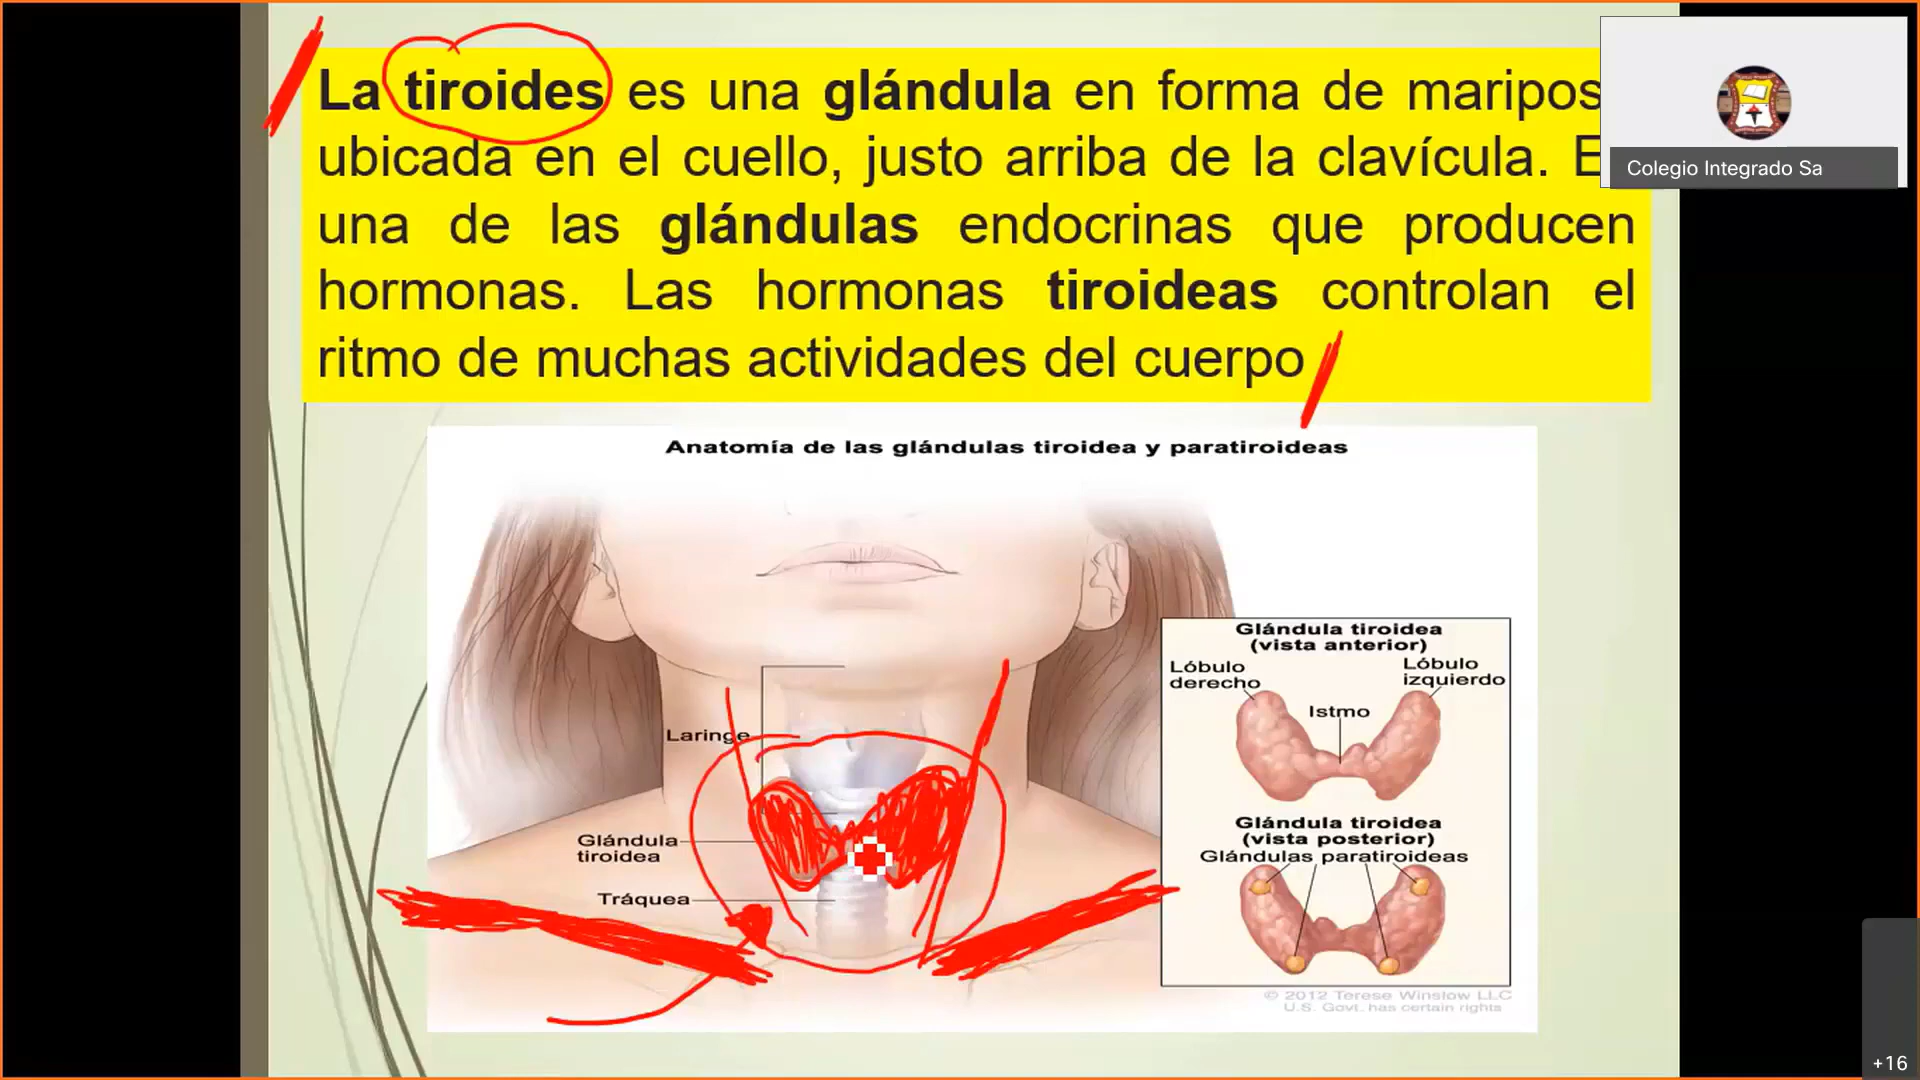 La tiroides es una glándula en forma de maripos
ubicada en el cuello, justo arriba de la clavícula. E
una de las glándulas endocrinas que producen
hormonas. Las hormonas tiroideas controlan el
ritmo de muchas actividades del cuerpo
Colegio Integrado Sa
Anatomía de las glándulas tiroidea y paratiroideas
Laringe
Glándula
tiroidea
Tráquea
Glándula tiroidea
(vista anterior)
Lóbulo
derecho
Lóbulo
izquierdo
Istmo
Glándula tiroidea
(vista posterior)
Glándulas paratiroideas
© 2012 Terese Winslow LLC
U.S. Govt. has certain rights
+16